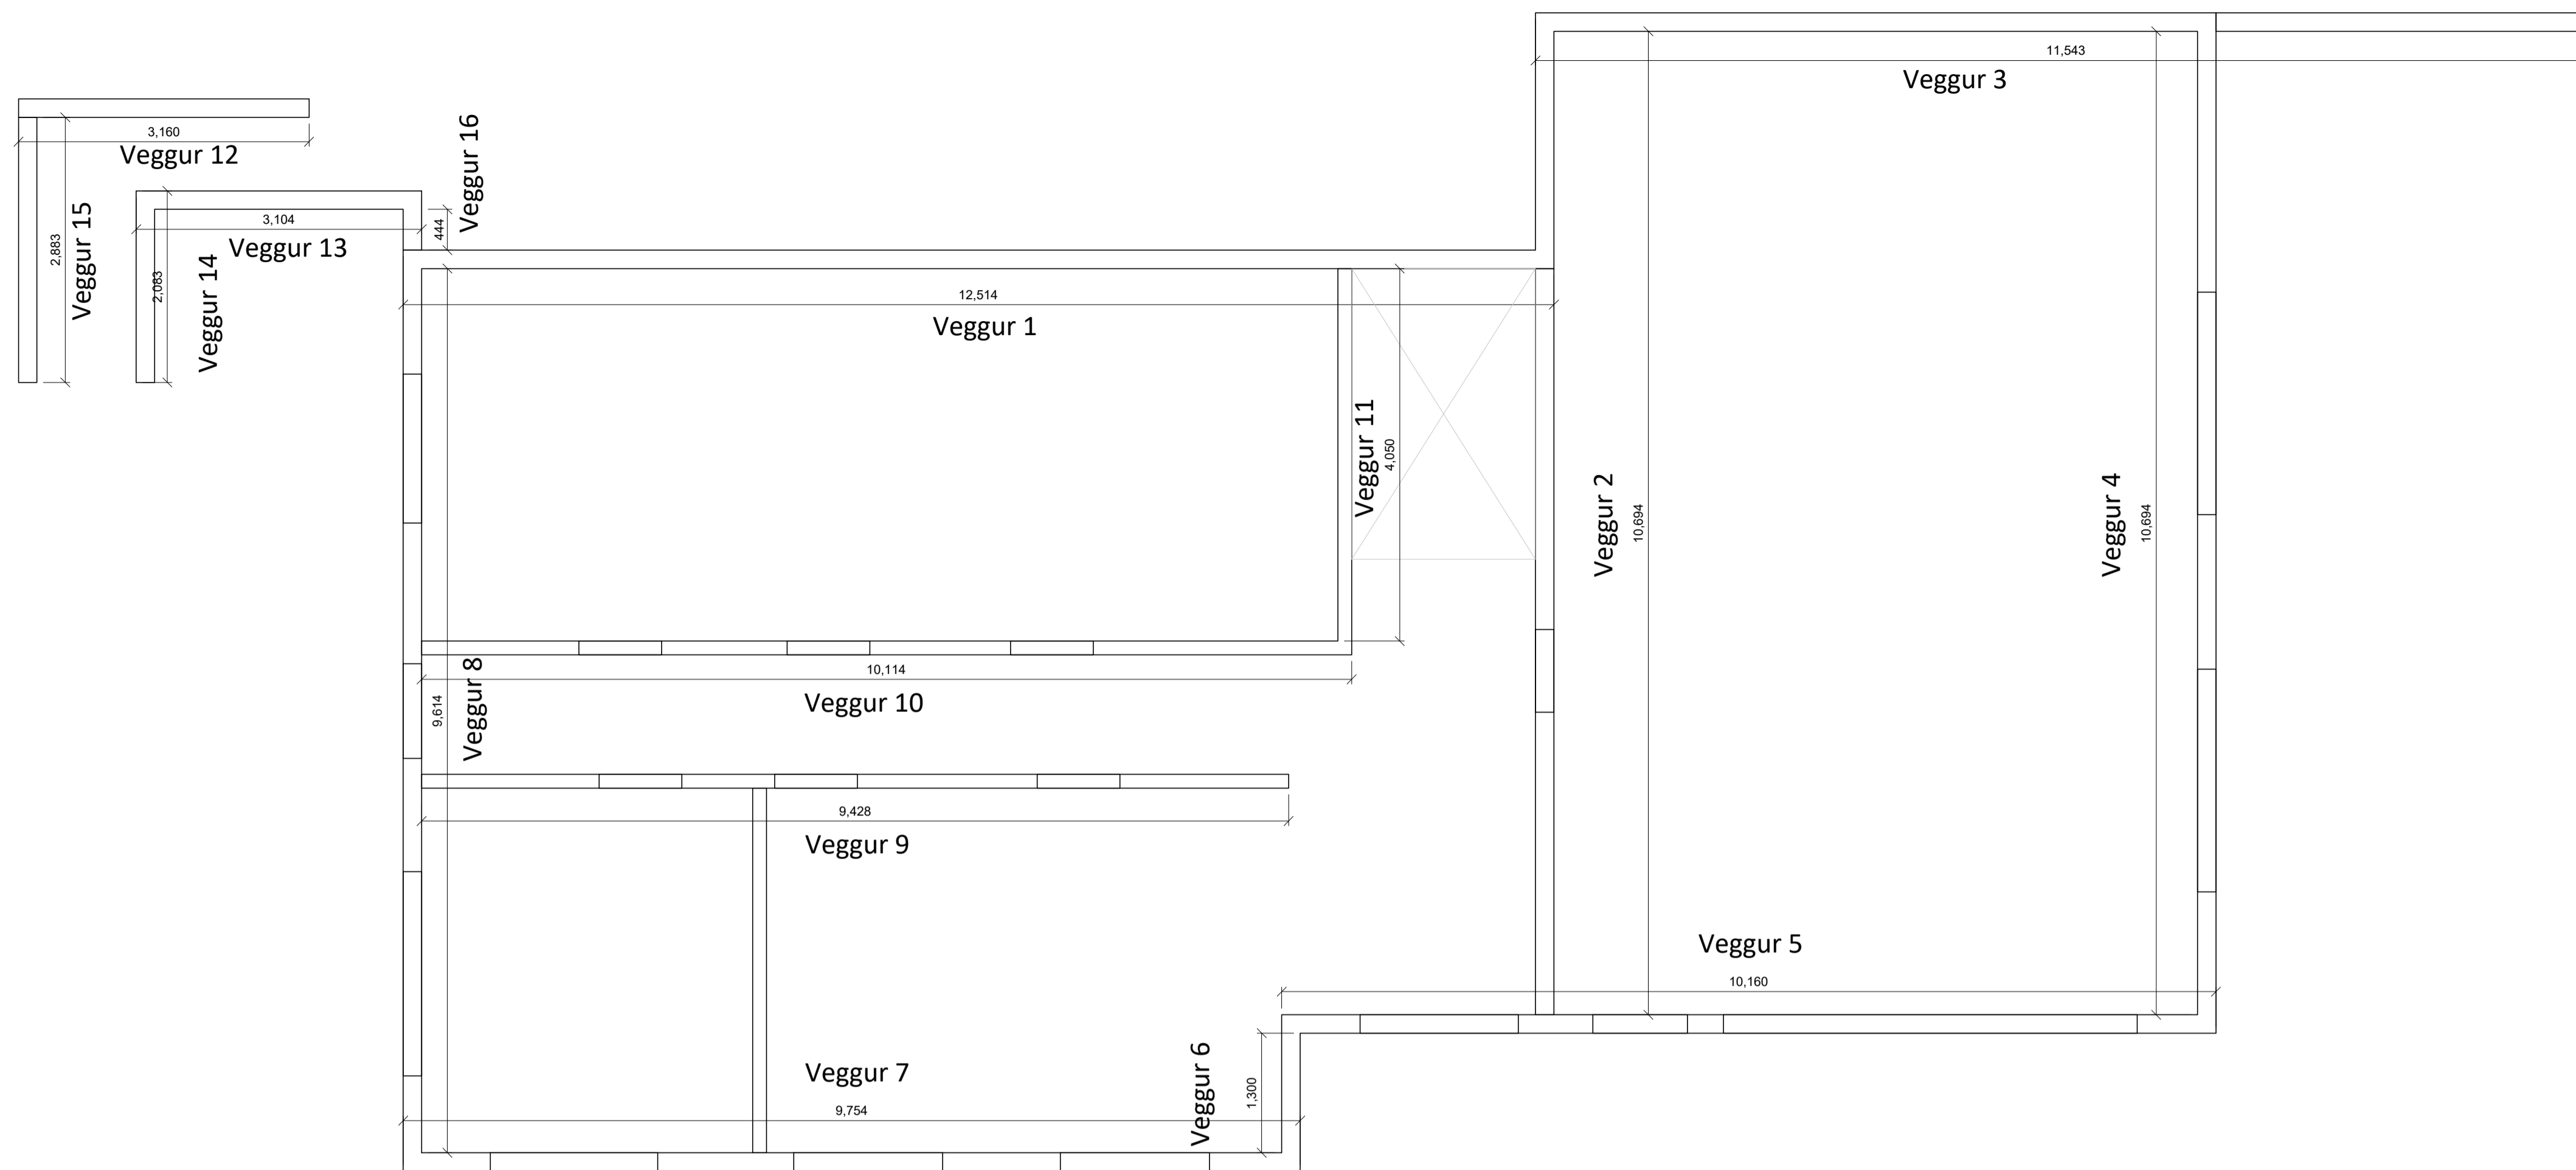 11,543
Veggur 3
3,160
Veggur 12
Veggur 16
2,883
Veggur 15
3,104
Veggur 13
444
2,083
Veggur 14
12,514
Veggur 1
Veggur 11
4,050
Veggur 2
10,694
Veggur 4
10,694
10,114
Veggur 10
9,614
Veggur 8
9,428
Veggur 9
Veggur 5
10,160
Veggur 7
9,754
Veggur 6
1,300